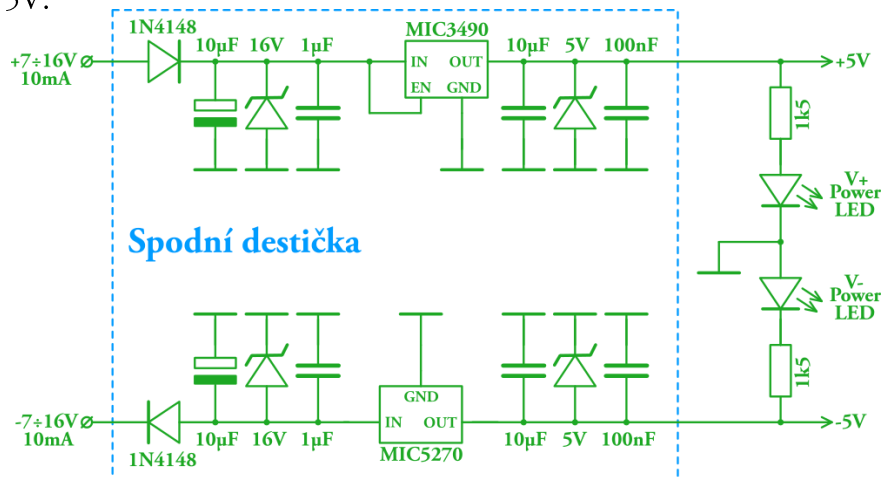 5V.
1N4148
10µF 16V 1µF
MIC3490
10µF 5V 100nF
+7÷16V
10mA
IN OUT
EN GND
+5V
1k5
V+
Power
LED
Spodní destička
V-
Power
LED
1k5
GND
IN OUT
-7÷16V
10mA
-5V
10µF 16V 1µF
MIC5270
10µF 5V 100nF
1N4148